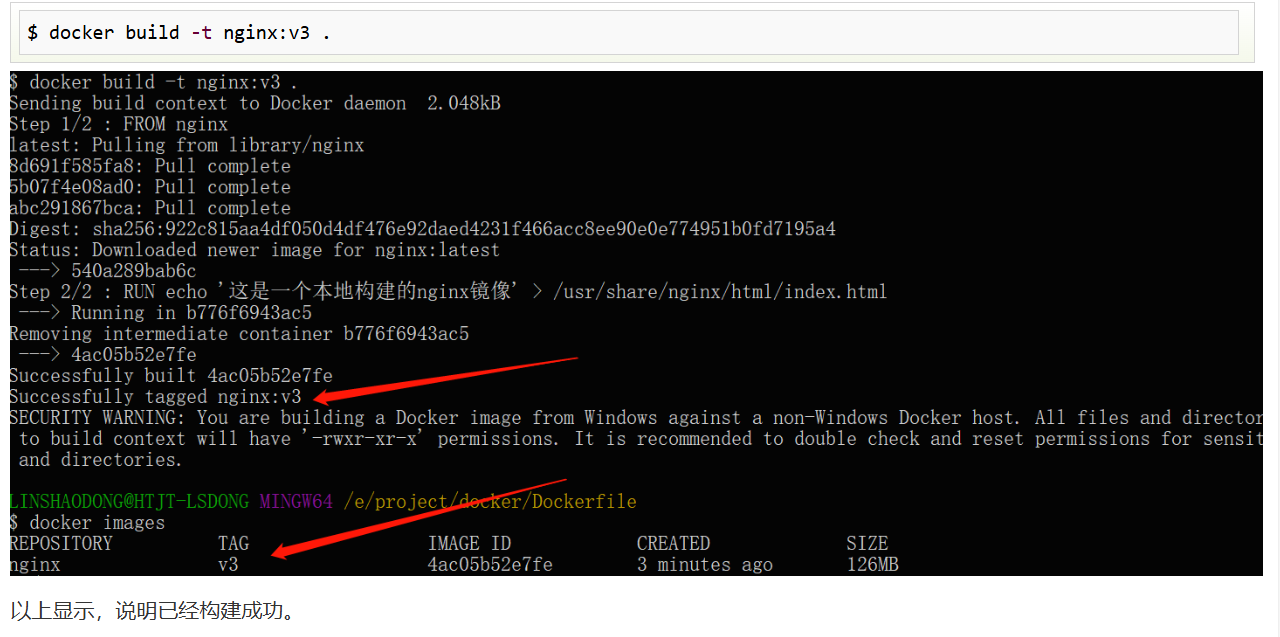 $ docker build -t nginx:v3 .
$ docker build -t nginx:v3 .
Sending build context to Docker daemon  2.048kB
Step 1/2 : FROM nginx
latest: Pulling from library/nginx
8d691f585fa8: Pull complete
5b07f4e08ad0: Pull complete
abc291867bca: Pull complete
Digest: sha256:922c815aa4df050d4df476e92daed4231f466acc8ee90e0e774951b0fd7195a4
Status: Downloaded newer image for nginx:latest
 ---> 540a289bab6c
Step 2/2 : RUN echo '这是一个本地构建的nginx镜像' > /usr/share/nginx/html/index.html
 ---> Running in b776f6943ac5
Removing intermediate container b776f6943ac5
 ---> 4ac05b52e7fe
Successfully built 4ac05b52e7fe
Successfully tagged nginx:v3
SECURITY WARNING: You are building a Docker image from Windows against a non-Windows Docker host. All files and director
 to build context will have '-rwxr-xr-x' permissions. It is recommended to double check and reset permissions for sensit
 and directories.
LINSHAODONG@HTJT-LSDONG MINGW64 /e/project/docker/Dockerfile
$ docker images
REPOSITORY          TAG                 IMAGE ID            CREATED             SIZE
nginx               v3                  4ac05b52e7fe        3 minutes ago       126MB
以上显示，说明已经构建成功。